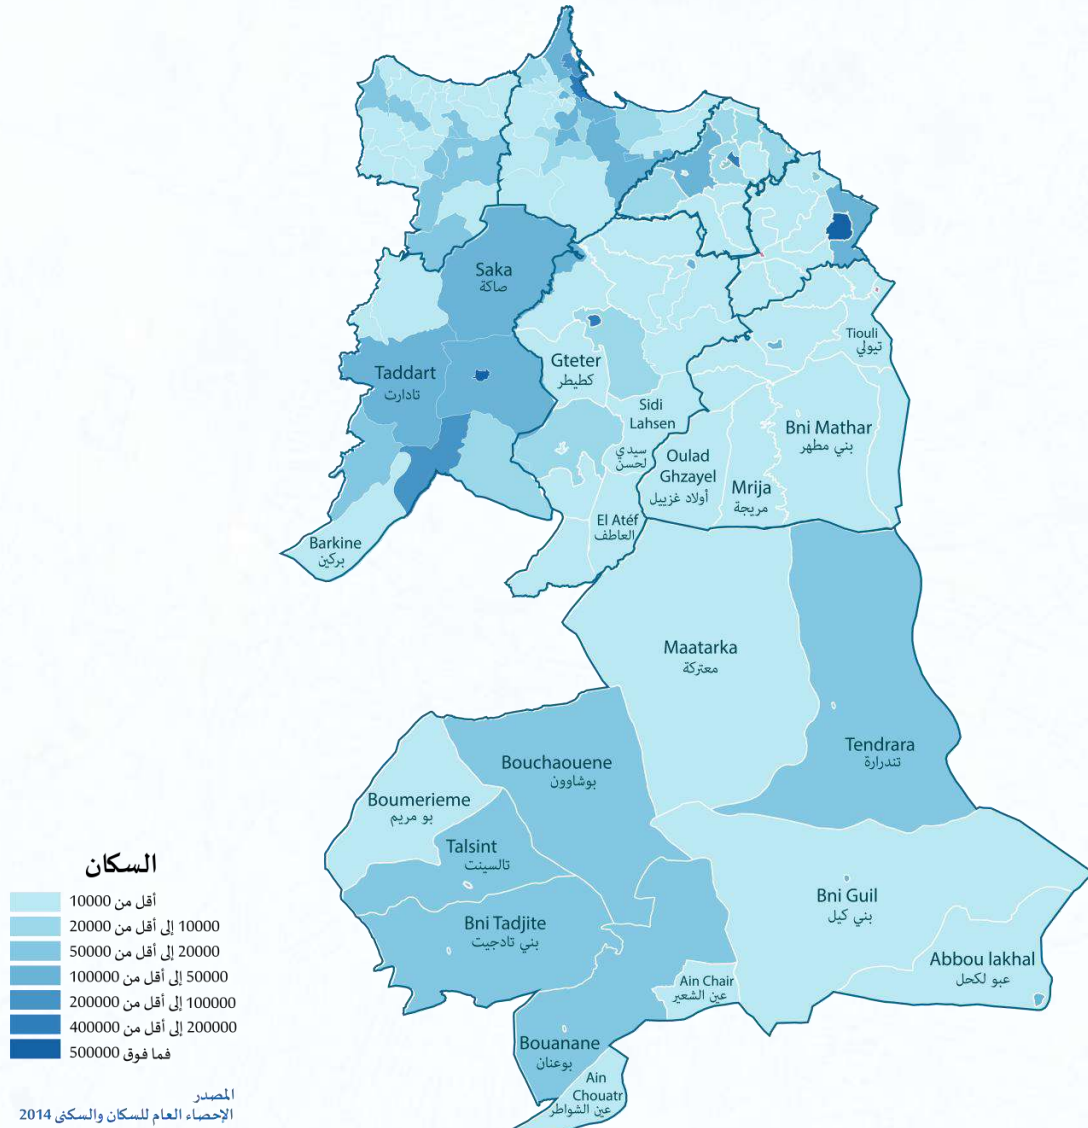 Saka
صاكة
Tiouli
تيولي
Gteter
كطيطر
Taddart
تادارت
Sidi
Lahsen
سيدي
لحسن
Bni Mathar
بني مطهر
Oulad
Ghzayel
أولاد غزييل
Mrija
مريجة
El Atéf
العاطف
Barkine
بركين
Maatarka
معتركة
Tendrara
تندرارة
Bouchaouene
بوشاوون
Boumerieme
بو مريم
Talsint
تالسينت
Bni Guil
بني كيل
Bni Tadjite
بني تادجيت
Abbou lakhal
عبو لكحل
Ain Chair
عين الشعير
Bouanane
بوعنان
Ain
Chouatr
عين الشواطر
السكان
أقل من 10000
10000 إلى أقل من 20000
20000 إلى أقل من 50000
50000 إلى أقل من 100000
100000 إلى أقل من 200000
200000 إلى أقل من 400000
500000 فما فوق
المصدر
الإحصاء العام للسكان والسكنى 2014